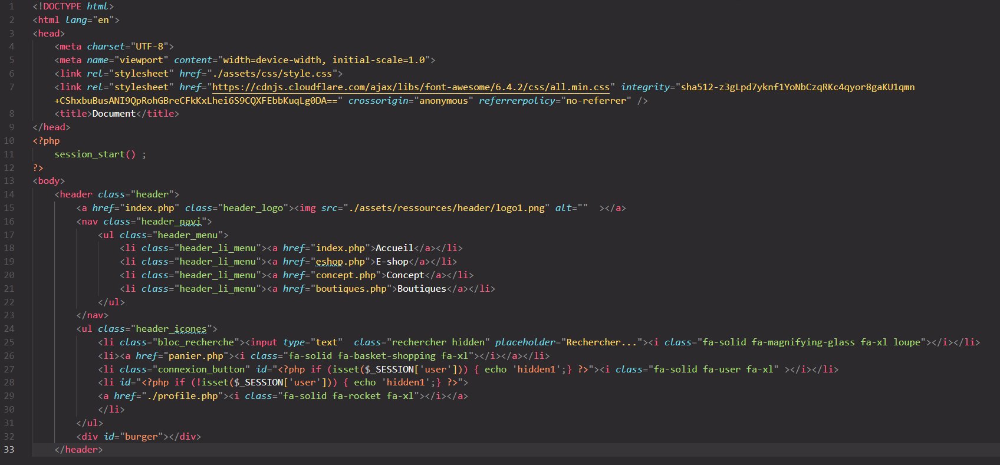 1 <!DOCTYPE html>
2 <html lang="en">
3 <head>
4 <meta charset="UTF-8">
5 <meta name="viewport" content="width=device-width, initial-scale=1.0">
6 <link rel="stylesheet" href="./assets/css/style.css">
7 <link rel="stylesheet" href="https://cdnjs.cloudflare.com/ajax/libs/font-awesome/6.4.2/css/all.min.css" integrity="sha512-z3gLpd7yknf1YoNbCzqRKc4qyor8gaKU1qmn
+CShxbuBusANI9QpRohGBreCFkKxLhei6S9CQXFEbbKuqLg0DA==" crossorigin="anonymous" referrerpolicy="no-referrer" />
8 <title>Document</title>
9 </head>
10 <?php
11 session_start() ;
12 ?>
13 <body>
14 <header class="header">
15 <a href="index.php" class="header_logo"><img src="./assets/ressources/header/logo1.png" alt=""  ></a>
16 <nav class="header_navi">
17 <ul class="header_menu">
18 <li class="header_li_menu"><a href="index.php">Accueil</a></li>
19 <li class="header_li_menu"><a href="eshop.php">E-shop</a></li>
20 <li class="header_li_menu"><a href="concept.php">Concept</a></li>
21 <li class="header_li_menu"><a href="boutiques.php">Boutiques</a></li>
22 </ul>
23 </nav>
24 <ul class="header_icones">
25 <li class="bloc_recherche"><input type="text"  class="rechercher hidden" placeholder="Rechercher..."><i class="fa-solid fa-magnifying-glass fa-xl loupe"></i></li>
26 <li><a href="panier.php"><i class="fa-solid fa-basket-shopping fa-xl"></i></a></li>
27 <li class="connexion_button" id="<?php if (isset($_SESSION['user'])) { echo 'hidden1';} ?>"><i class="fa-solid fa-user fa-xl" ></i></li>
28 <li id="<?php if (!isset($_SESSION['user'])) { echo 'hidden1';} ?>">
29 <a href="./profile.php"><i class="fa-solid fa-rocket fa-xl"></i></a>
30 </li>
31 </ul>
32 <div id="burger"></div>
33 </header>